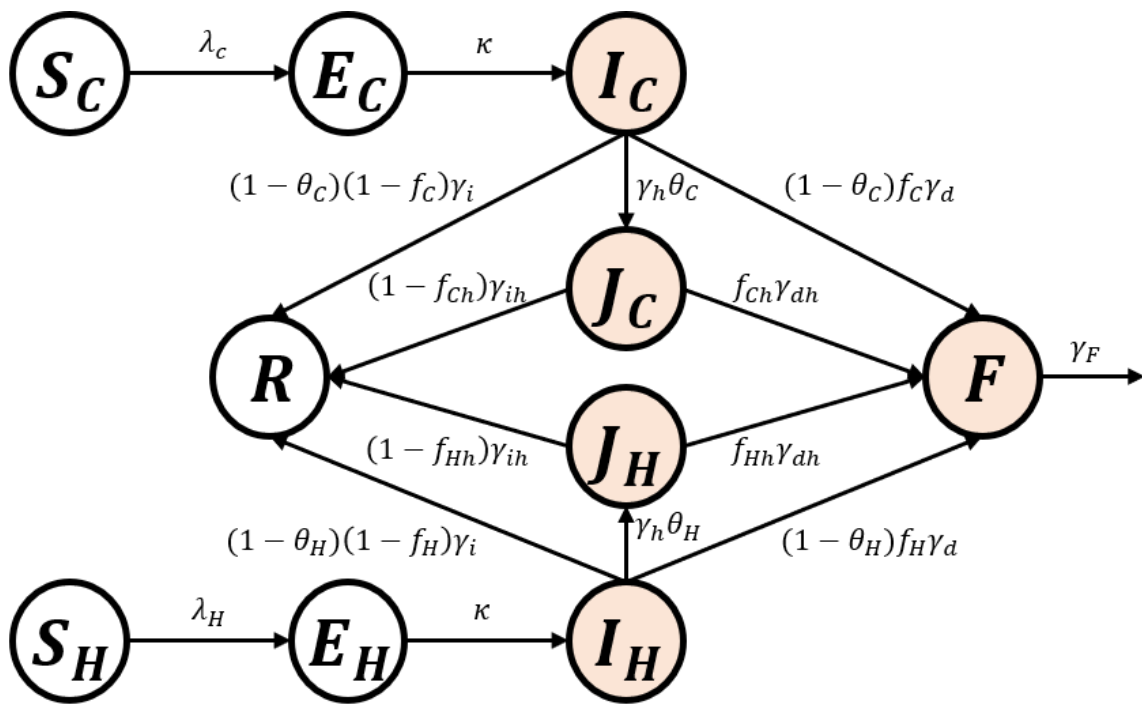 λ_c κ
S_C E_C I_C
(1 − θ_C)(1 − f_C)γ_i γ_hθ_C (1 − θ_C)f_Cγ_d
(1 − f_Ch)γ_ih J_C f_Chγ_dh
R F γ_F
(1 − f_Hh)γ_ih J_H f_Hhγ_dh
(1 − θ_H)(1 − f_H)γ_i γ_hθ_H (1 − θ_H)f_Hγ_d
λ_H κ
S_H E_H I_H